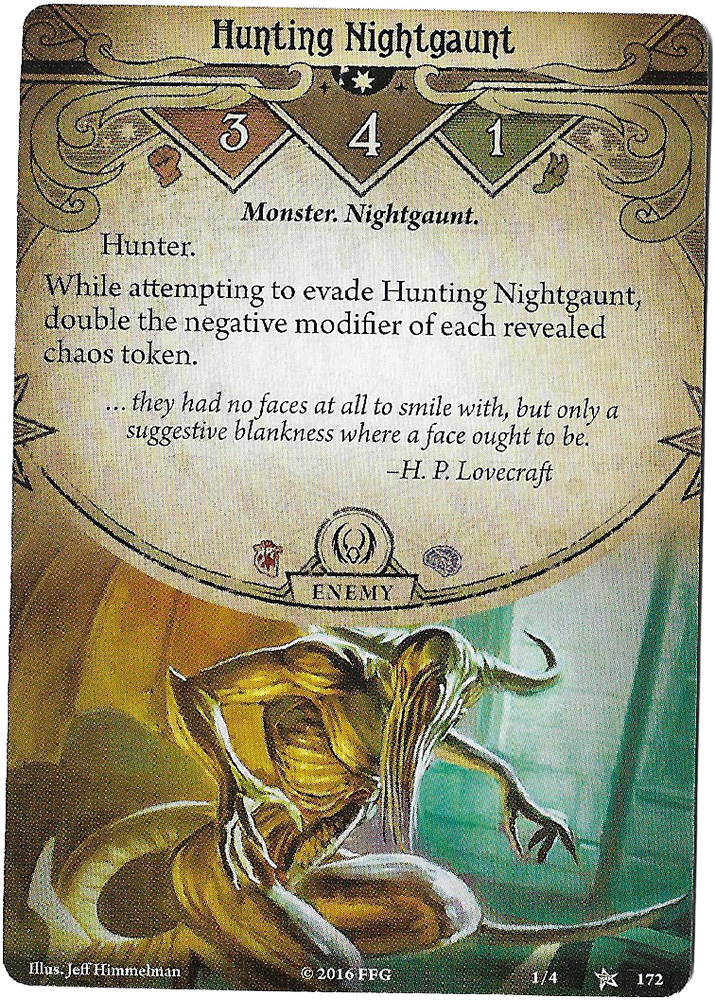 Hunting Nightgaunt
3 4 1
Monster. Nightgaunt.
Hunter.
While attempting to evade Hunting Nightgaunt,
double the negative modifier of each revealed
chaos token.
… they had no faces at all to smile with, but only a
suggestive blankness where a face ought to be.
–H. P. Lovecraft
ENEMY
Illus. Jeff Himmelman © 2016 FFG 1/4 172